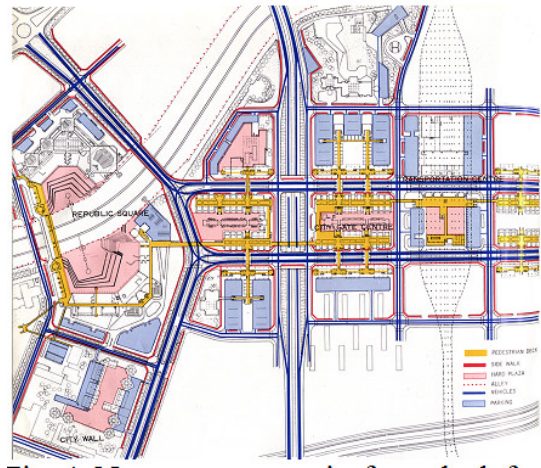 TRANSPORTATION CENTRE
REPUBLIC SQUARE
CITY GATE CENTRE
PEDESTRIAN DECK
SIDE WALK
HARD PLAZA
ALLEY
VEHICLES
PARKING
CITY WALL